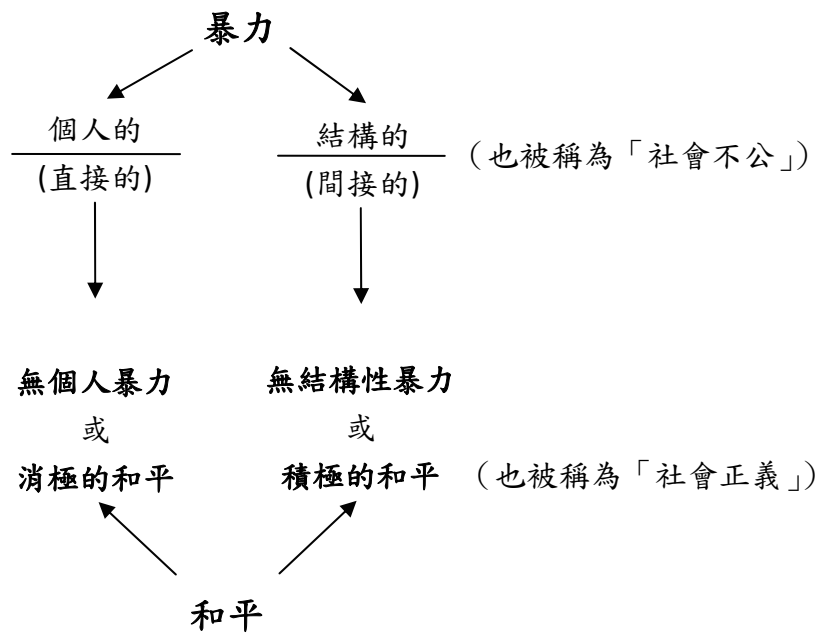 暴力
個人的 結構的 (也被稱為「社會不公」)
(直接的) (間接的)
無個人暴力 無結構性暴力
或 或
消極的和平 積極的和平 (也被稱為「社會正義」)
和平